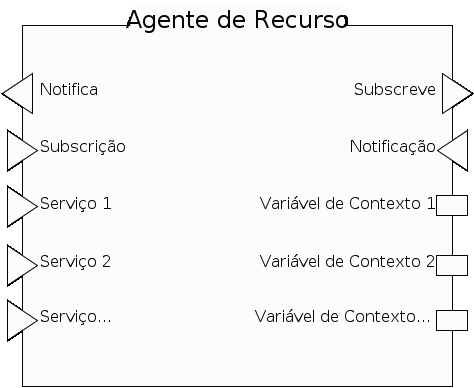 Agente de Recurso
Notifica
Subscreve
Subscrição
Notificação
Serviço 1
Variável de Contexto 1
Serviço 2
Variável de Contexto 2
Serviço...
Variável de Contexto...